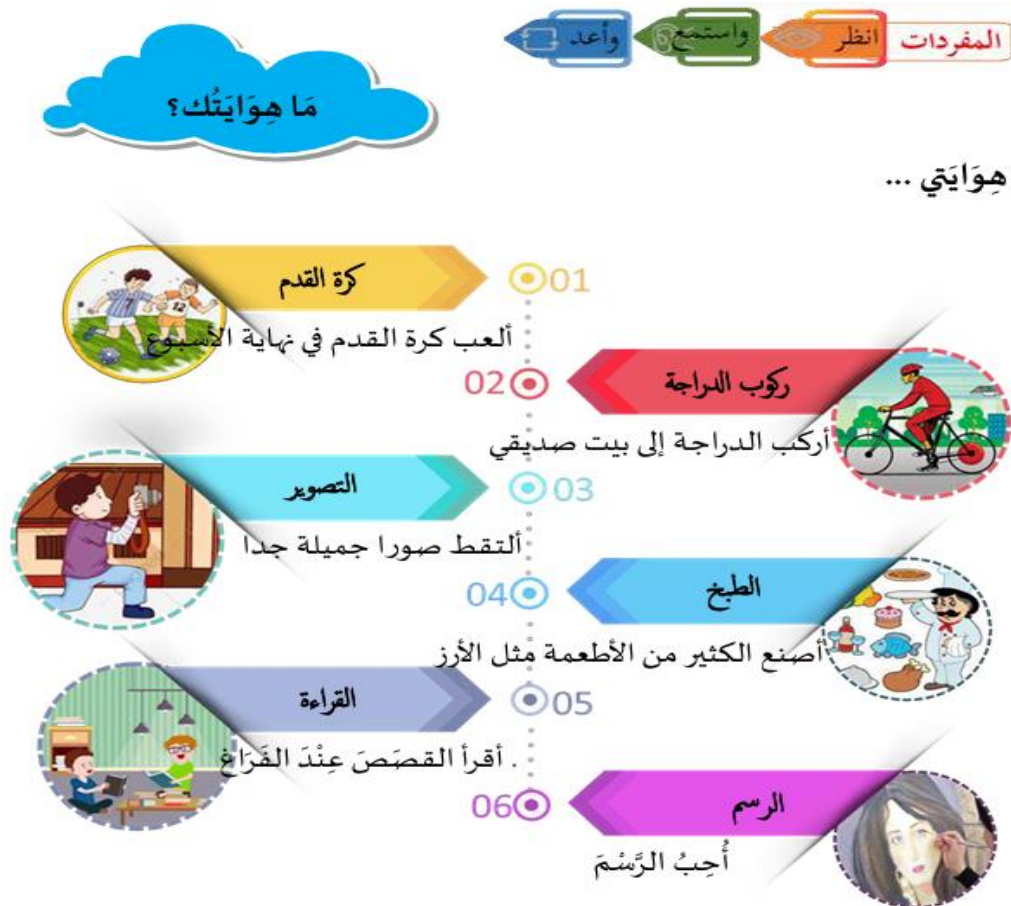 المفردات انظر واستمع وأعد
مَا هِوَايَتُك؟
هِوَايَتي ...
01 كرة القدم
ألعب كرة القدم في نهاية الأسبوع
02 ركوب الدراجة
أركب الدراجة إلى بيت صديقي
03 التصوير
ألتقط صورا جميلة جدا
04 الطبخ
أصنع الكثير من الأطعمة مثل الأرز
05 القراءة
أقرأ القصَصَ عِنْدَ الفَرَاغ .
06 الرسم
أُحِبُ الرَّسْمَ